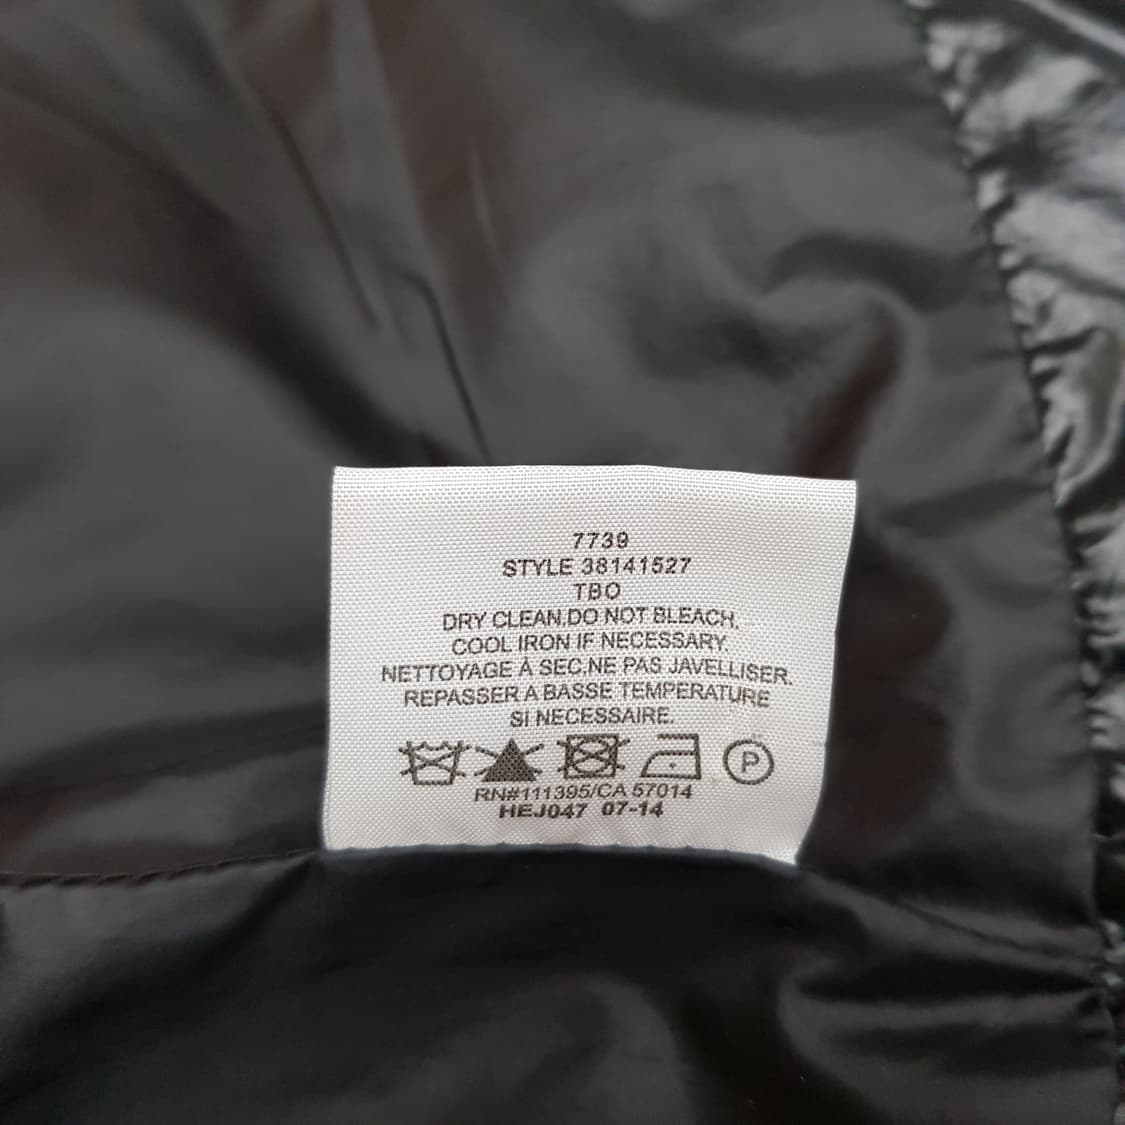 7739
STYLE 38141527
TBO
DRY CLEAN.DO NOT BLEACH.
COOL IRON IF NECESSARY.
NETTOYAGE À SEC.NE PAS JAVELLISER.
REPASSER A BASSE TEMPERATURE
SI NECESSAIRE.
P
RN#111395/CA 57014
HEJ047 07-14